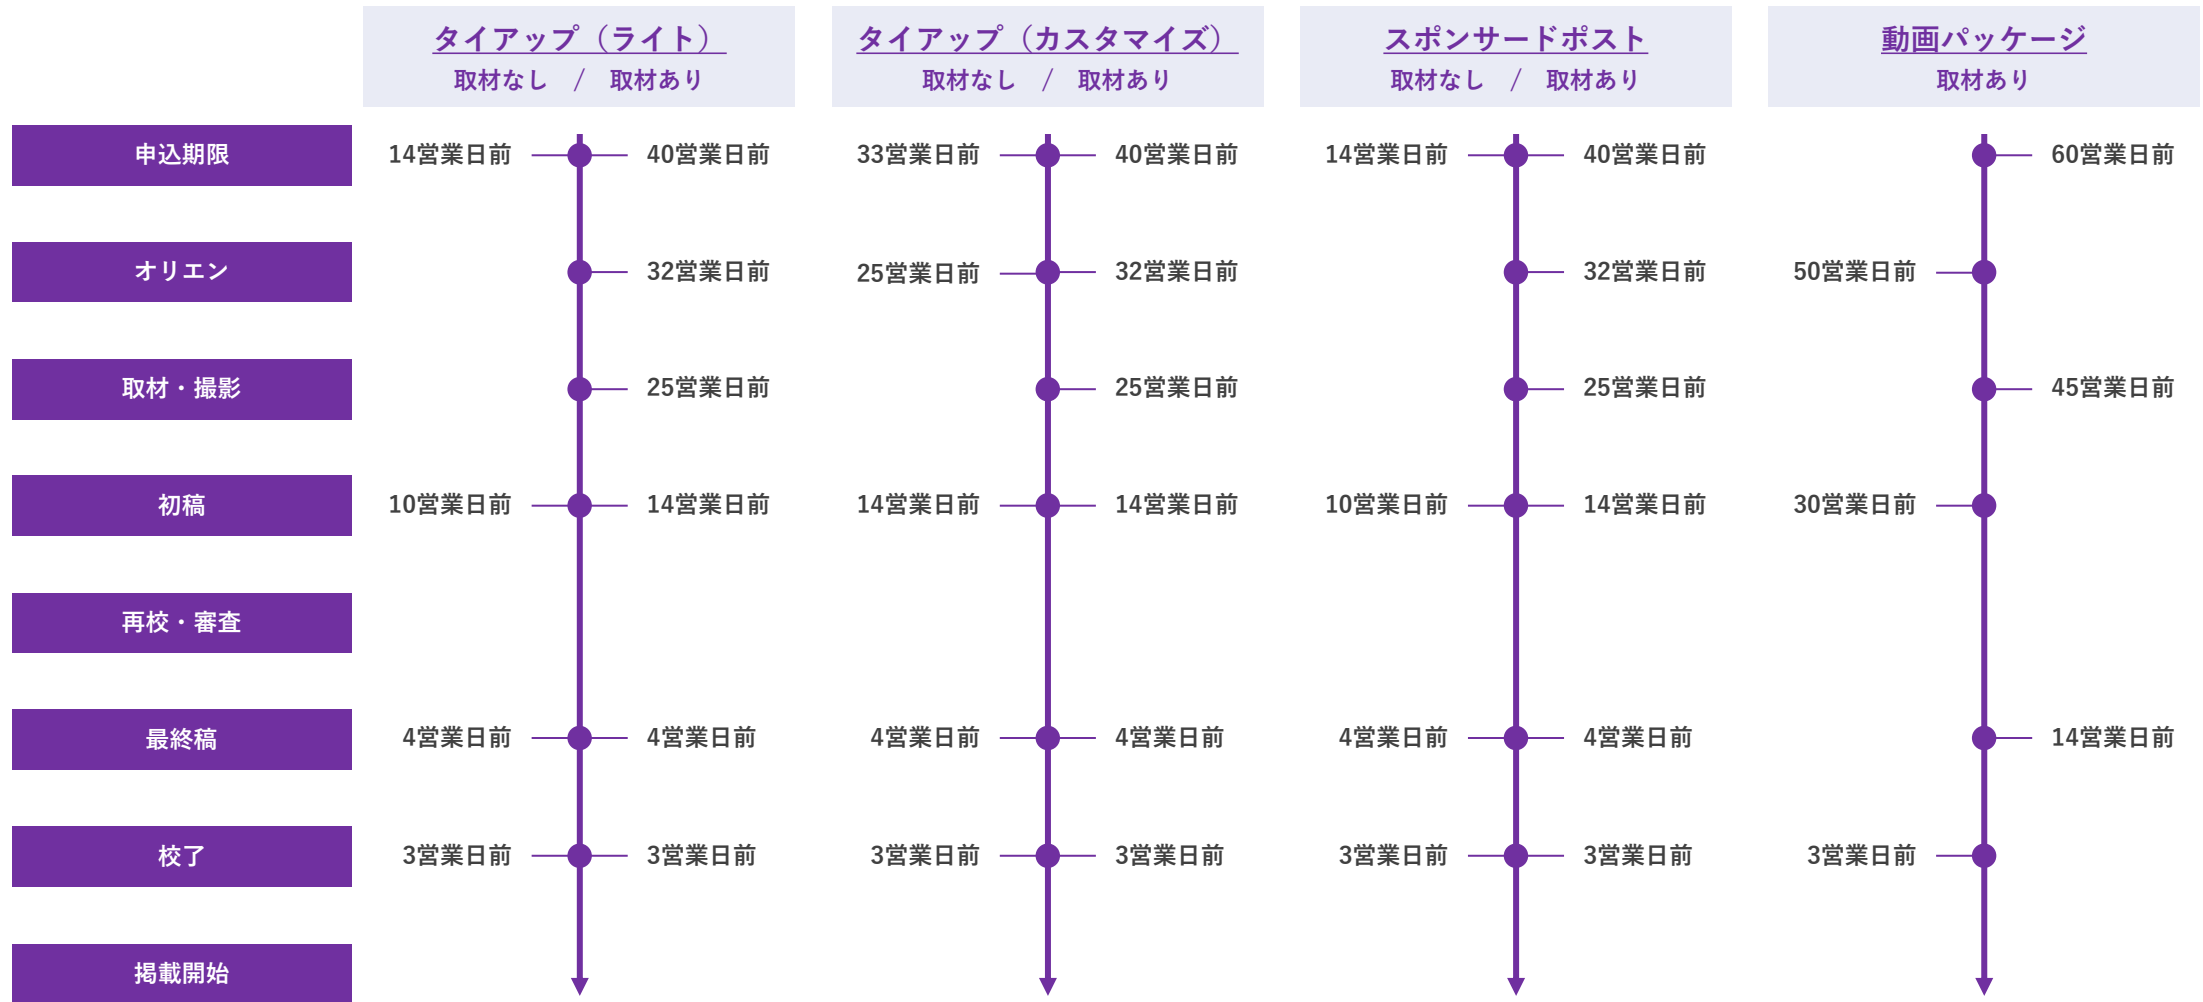 タイアップ（ライト）
取材なし / 取材あり
タイアップ（カスタマイズ）
取材なし / 取材あり
スポンサードポスト
取材なし / 取材あり
動画パッケージ
取材あり
申込期限
14営業日前 40営業日前 33営業日前 40営業日前 14営業日前 40営業日前 60営業日前
オリエン
32営業日前 25営業日前 32営業日前 32営業日前 50営業日前
取材・撮影
25営業日前 25営業日前 25営業日前 45営業日前
初稿
10営業日前 14営業日前 14営業日前 14営業日前 10営業日前 14営業日前 30営業日前
再校・審査
最終稿
4営業日前 4営業日前 4営業日前 4営業日前 4営業日前 4営業日前 14営業日前
校了
3営業日前 3営業日前 3営業日前 3営業日前 3営業日前 3営業日前 3営業日前
掲載開始